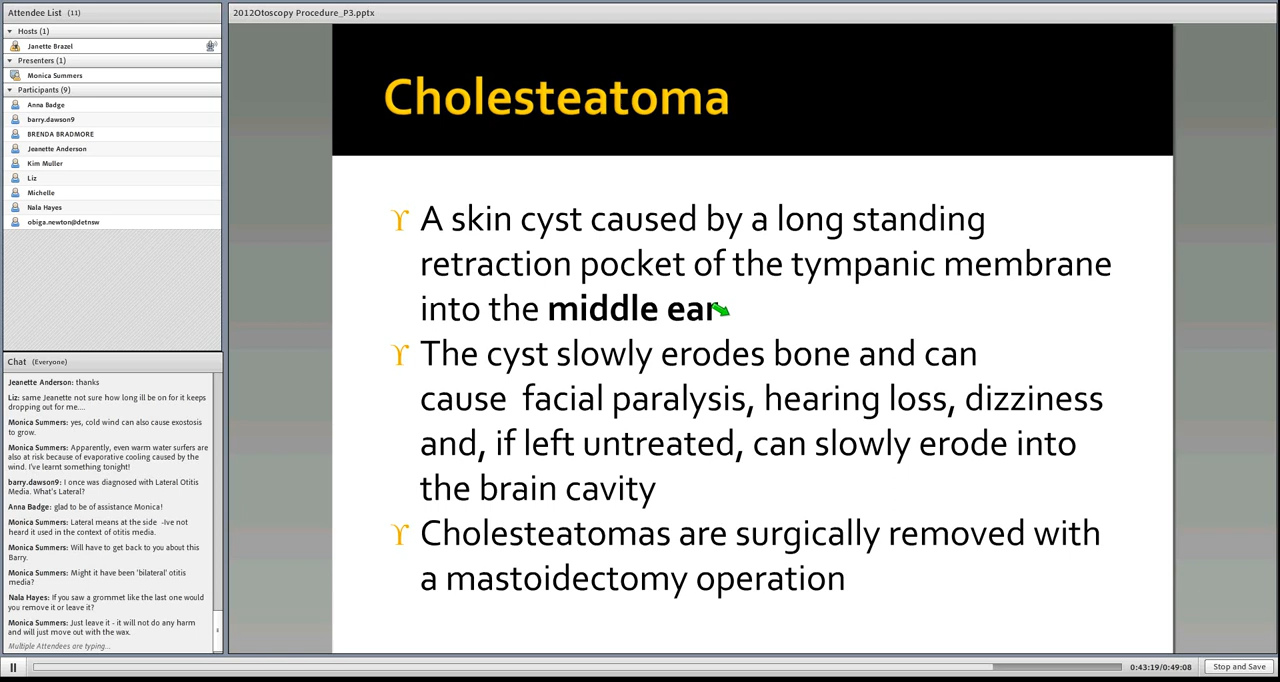 Attendee List (11)
Hosts (1)
Janette Brazel
Presenters (1)
Monica Summers
Participants (9)
Anna Badge
barry.dawson9
BRENDA BRADMORE
Jeanette Anderson
Kim Muller
Liz
Michelle
Nala Hayes
obiga.newton@detnsw
Chat (Everyone)
Jeanette Anderson: thanks
Liz: same Jeanette not sure how long ill be on for it keeps
dropping out for me....
Monica Summers: yes, cold wind can also cause exostosis
to grow.
Monica Summers: Apparently, even warm water surfers are
also at risk because of evaporative cooling caused by the
wind. I've learnt something tonight!
barry.dawson9: I once was diagnosed with Lateral Otitis
Media. What's Lateral?
Anna Badge: glad to be of assistance Monica!
Monica Summers: Lateral means at the side -Ive not
heard it used in the context of otitis media.
Monica Summers: Will have to get back to you about this
Barry.
Monica Summers: Might it have been 'bilateral' otitis
media?
Nala Hayes: If you saw a grommet like the last one would
you remove it or leave it?
Monica Summers: Just leave it - it will not do any harm
and will just move out with the wax.
Multiple Attendees are typing...
2012Otoscopy Procedure_P3.pptx
Cholesteatoma
A skin cyst caused by a long standing
retraction pocket of the tympanic membrane
into the middle ear
The cyst slowly erodes bone and can
cause facial paralysis, hearing loss, dizziness
and, if left untreated, can slowly erode into
the brain cavity
Cholesteatomas are surgically removed with
a mastoidectomy operation
0:43:19/0:49:08
Stop and Save